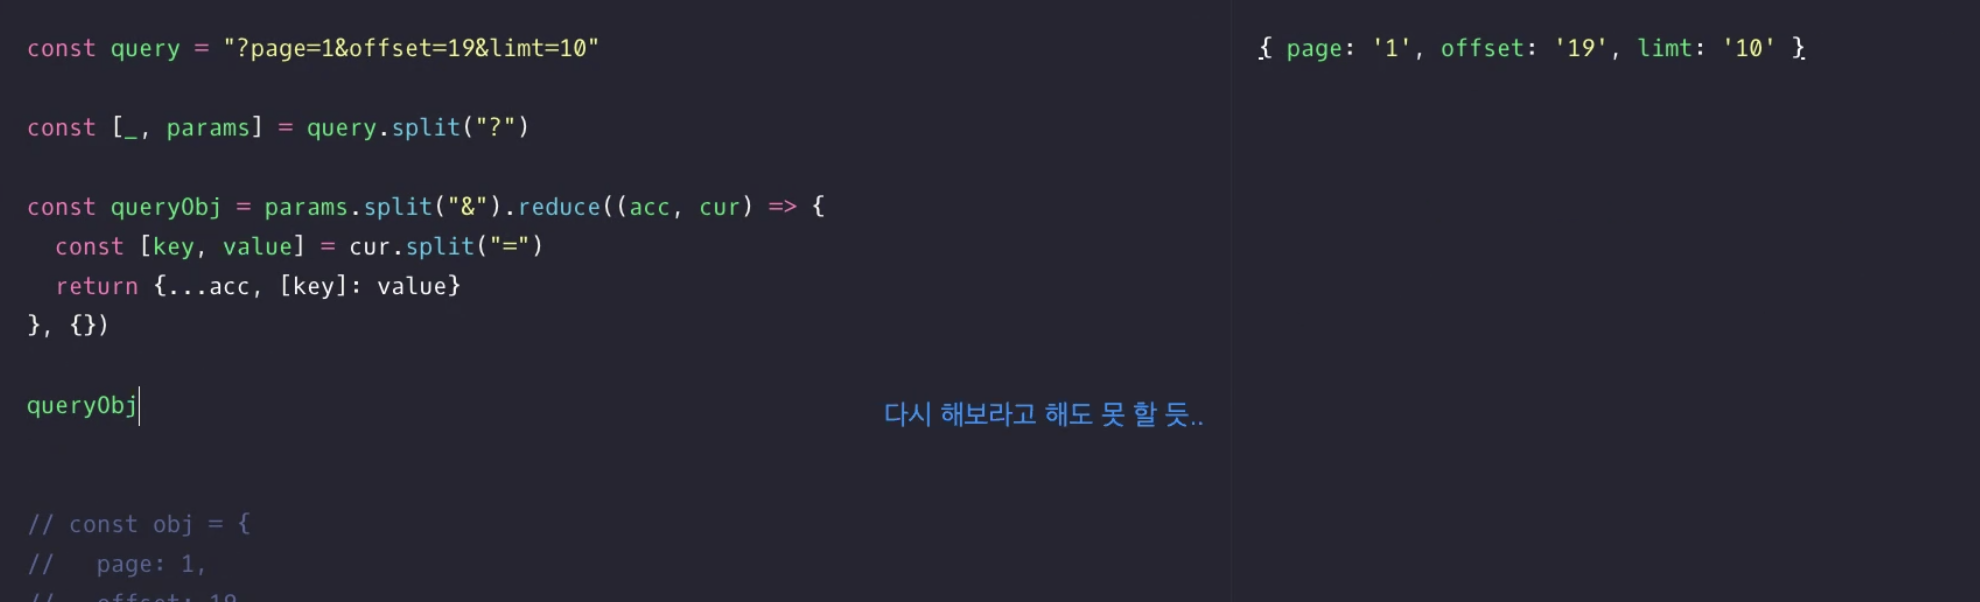 const query = "?page=1&offset=19&limt=10"
{ page: '1', offset: '19', limt: '10' }
const [_, params] = query.split("?")
const queryObj = params.split("&").reduce((acc, cur) => {
  const [key, value] = cur.split("=")
  return {...acc, [key]: value}
}, {})
queryObj
다시 해보라고 해도 못 할 듯..
// const obj = {
//   page: 1,
//   offset: 19